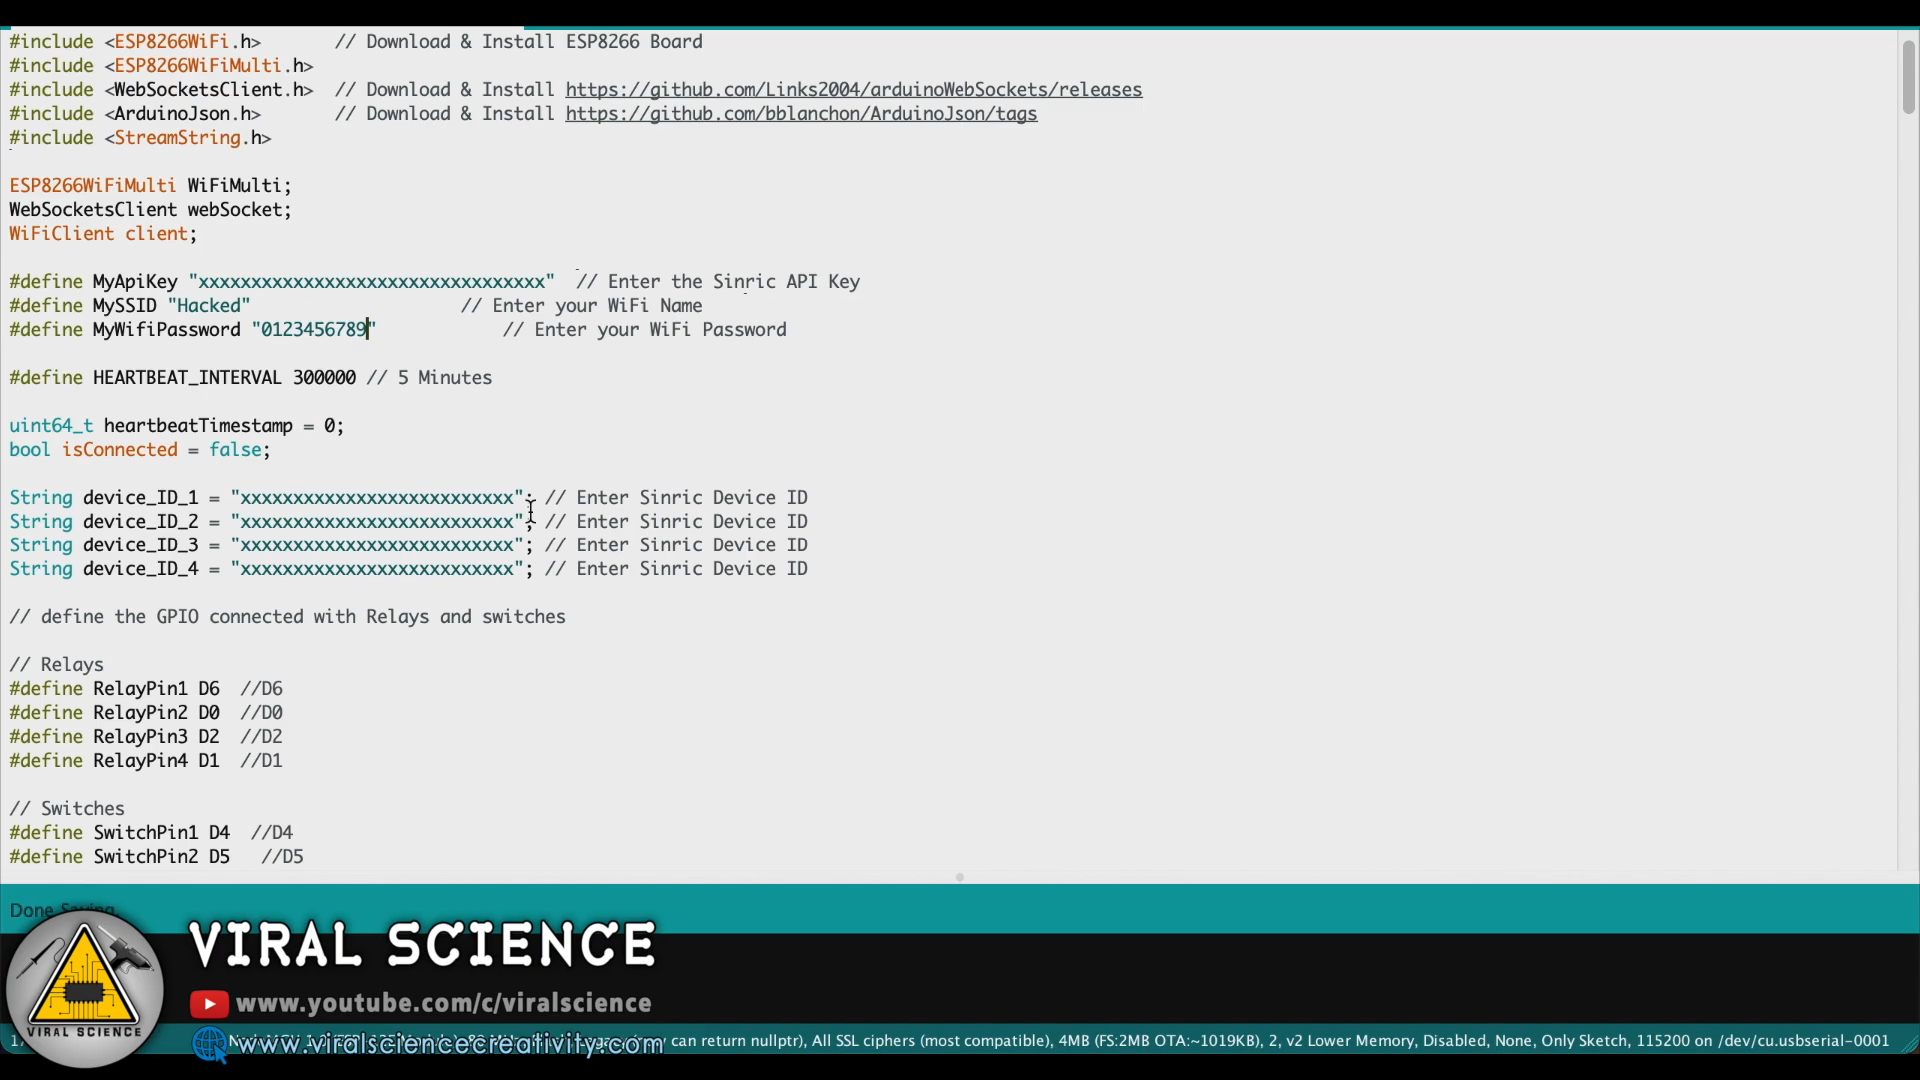 #include <ESP8266WiFi.h>       // Download & Install ESP8266 Board
#include <ESP8266WiFiMulti.h>
#include <WebSocketsClient.h>  // Download & Install https://github.com/Links2004/arduinoWebSockets/releases
#include <ArduinoJson.h>       // Download & Install https://github.com/bblanchon/ArduinoJson/tags
#include <StreamString.h>
ESP8266WiFiMulti WiFiMulti;
WebSocketsClient webSocket;
WiFiClient client;
#define MyApiKey "xxxxxxxxxxxxxxxxxxxxxxxxxxxxxxxxx"  // Enter the Sinric API Key
#define MySSID "Hacked"                    // Enter your WiFi Name
#define MyWifiPassword "0123456789"            // Enter your WiFi Password
#define HEARTBEAT_INTERVAL 300000 // 5 Minutes
uint64_t heartbeatTimestamp = 0;
bool isConnected = false;
String device_ID_1 = "xxxxxxxxxxxxxxxxxxxxxxxxxx"; // Enter Sinric Device ID
String device_ID_2 = "xxxxxxxxxxxxxxxxxxxxxxxxxx"; // Enter Sinric Device ID
String device_ID_3 = "xxxxxxxxxxxxxxxxxxxxxxxxxx"; // Enter Sinric Device ID
String device_ID_4 = "xxxxxxxxxxxxxxxxxxxxxxxxxx"; // Enter Sinric Device ID
// define the GPIO connected with Relays and switches
// Relays
#define RelayPin1 D6  //D6
#define RelayPin2 D0  //D0
#define RelayPin3 D2  //D2
#define RelayPin4 D1  //D1
// Switches
#define SwitchPin1 D4  //D4
#define SwitchPin2 D5   //D5
Done Saving.
VIRAL SCIENCE
www.youtube.com/c/viralscience
VIRAL SCIENCE
www.viralsciencecreativity.com
can return nullptr), All SSL ciphers (most compatible), 4MB (FS:2MB OTA:~1019KB), 2, v2 Lower Memory, Disabled, None, Only Sketch, 115200 on /dev/cu.usbserial-0001